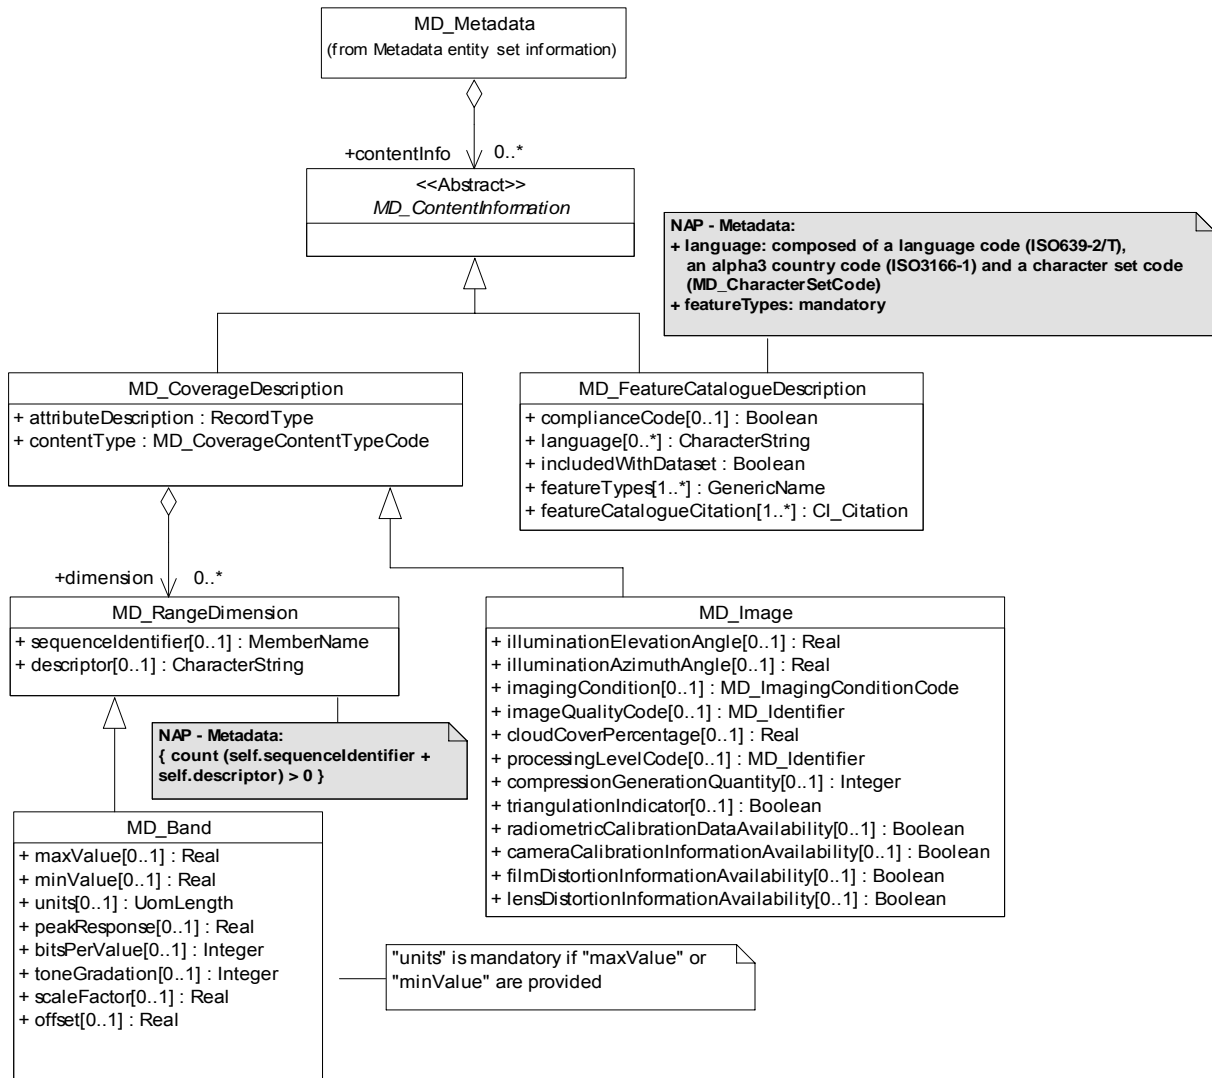 MD_Metadata
(from Metadata entity set information)
+contentInfo 0..*
<<Abstract>>
MD_ContentInformation
NAP - Metadata:
+ language: composed of a language code (ISO639-2/T),
an alpha3 country code (ISO3166-1) and a character set code
(MD_CharacterSetCode)
+ featureTypes: mandatory
MD_CoverageDescription
+ attributeDescription : RecordType
+ contentType : MD_CoverageContentTypeCode
MD_FeatureCatalogueDescription
+ complianceCode[0..1] : Boolean
+ language[0..*] : CharacterString
+ includedWithDataset : Boolean
+ featureTypes[1..*] : GenericName
+ featureCatalogueCitation[1..*] : CI_Citation
+dimension 0..*
MD_RangeDimension
+ sequenceIdentifier[0..1] : MemberName
+ descriptor[0..1] : CharacterString
NAP - Metadata:
{ count (self.sequenceIdentifier +
self.descriptor) > 0 }
MD_Image
+ illuminationElevationAngle[0..1] : Real
+ illuminationAzimuthAngle[0..1] : Real
+ imagingCondition[0..1] : MD_ImagingConditionCode
+ imageQualityCode[0..1] : MD_Identifier
+ cloudCoverPercentage[0..1] : Real
+ processingLevelCode[0..1] : MD_Identifier
+ compressionGenerationQuantity[0..1] : Integer
+ triangulationIndicator[0..1] : Boolean
+ radiometricCalibrationDataAvailability[0..1] : Boolean
+ cameraCalibrationInformationAvailability[0..1] : Boolean
+ filmDistortionInformationAvailability[0..1] : Boolean
+ lensDistortionInformationAvailability[0..1] : Boolean
MD_Band
+ maxValue[0..1] : Real
+ minValue[0..1] : Real
+ units[0..1] : UomLength
+ peakResponse[0..1] : Real
+ bitsPerValue[0..1] : Integer
+ toneGradation[0..1] : Integer
+ scaleFactor[0..1] : Real
+ offset[0..1] : Real
"units" is mandatory if "maxValue" or
"minValue" are provided